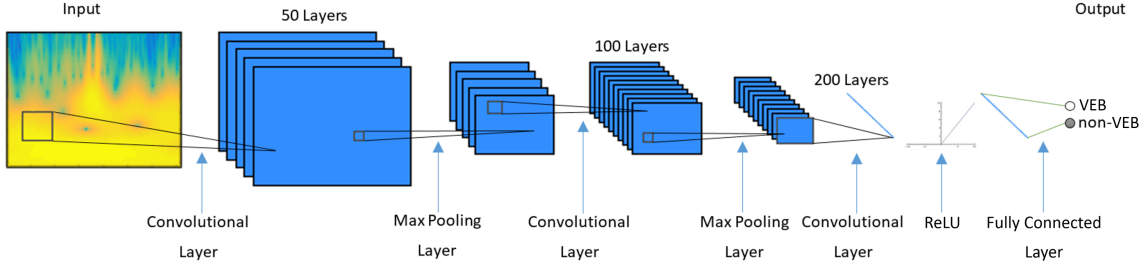 Input
Output
50 Layers
100 Layers
200 Layers
VEB
non-VEB
Convolutional
Layer
Max Pooling
Layer
Convolutional
Layer
Max Pooling
Layer
Convolutional
Layer
ReLU
Fully Connected
Layer